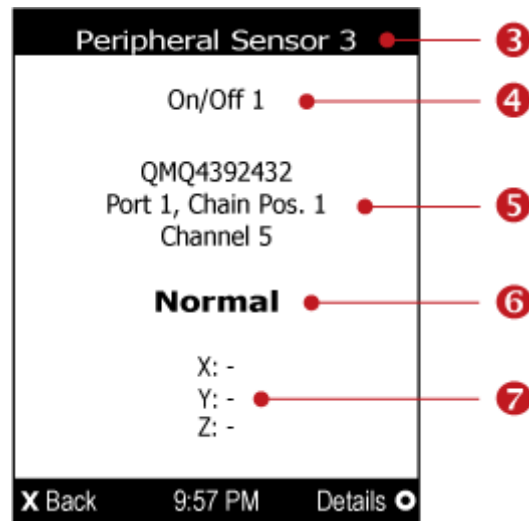 Peripheral Sensor 3
3
On/Off 1
4
QMQ4392432
Port 1, Chain Pos. 1
5
Channel 5
Normal
6
X: -
Y: -
7
Z: -
X Back 9:57 PM Details